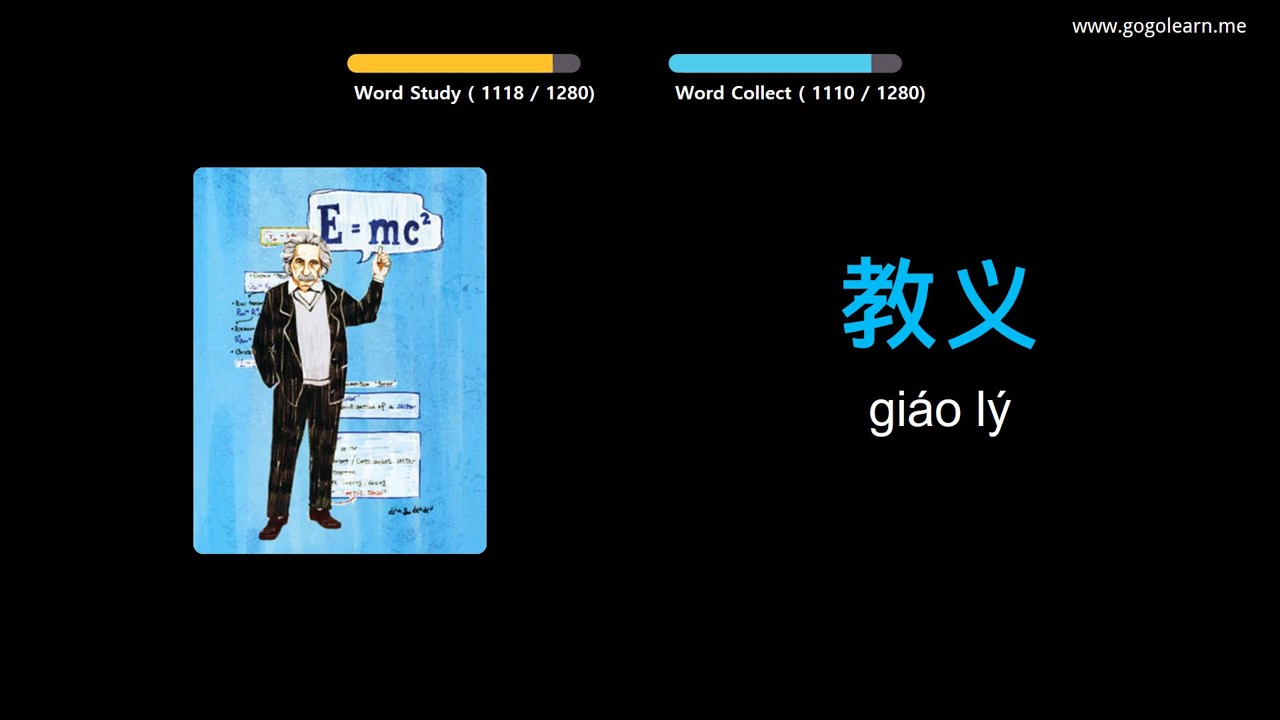 www.gogolearn.me
Word Study ( 1118 / 1280)
Word Collect ( 1110 / 1280)
E = mc²
教义
giáo lý